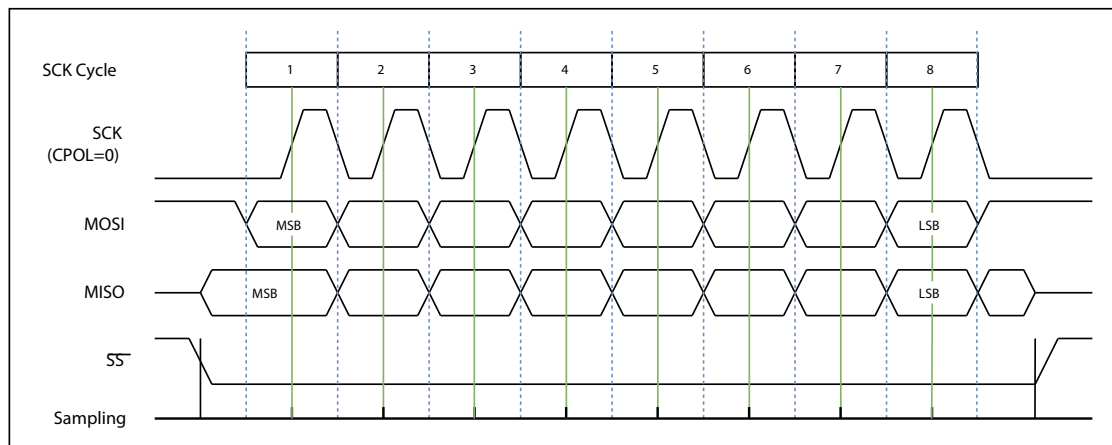 SCK Cycle 1 2 3 4 5 6 7 8
SCK
(CPOL=0)
MOSI MSB LSB
MISO MSB LSB
SS
Sampling